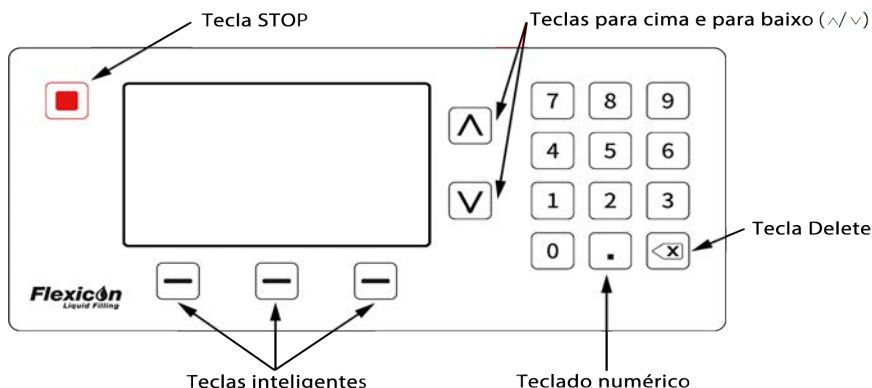 Tecla STOP
Teclas para cima e para baixo (∧/∨)
7 8 9
4 5 6
1 2 3
Tecla Delete
0 . x
Flexicon
Liquid Filling
Teclas inteligentes
Teclado numérico